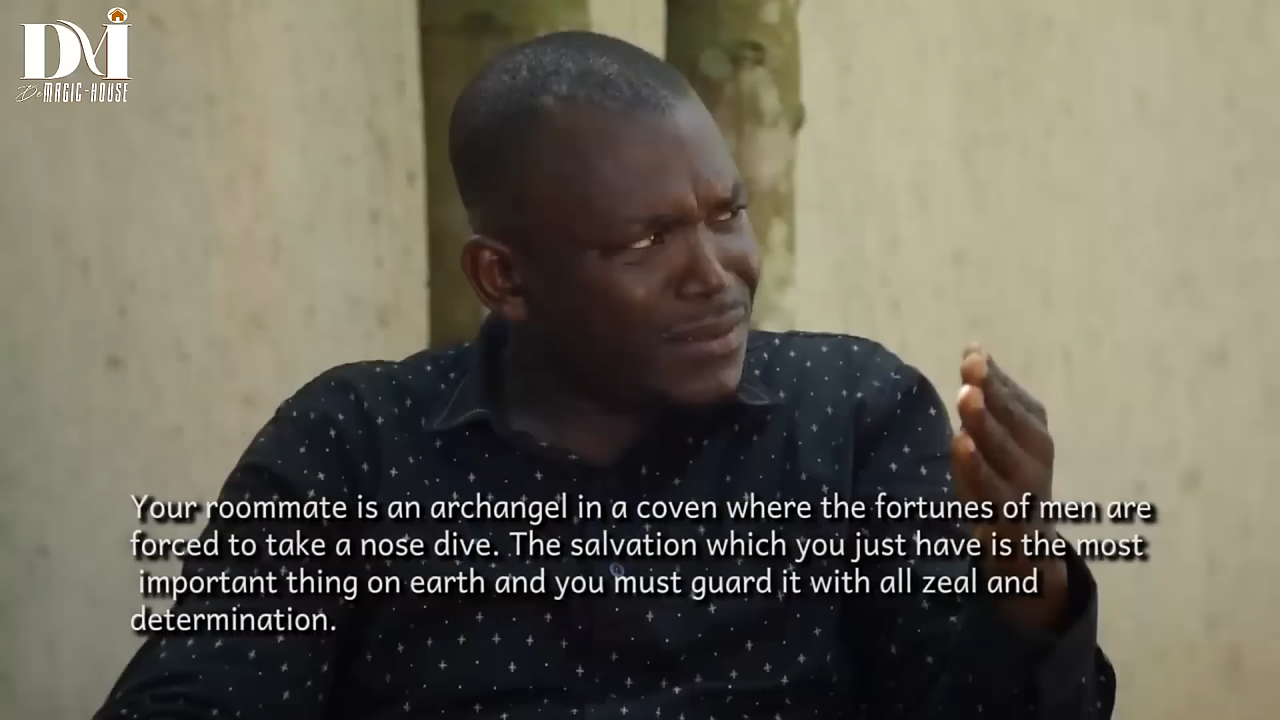 DMH
De MAGIC-HOUSE
Your roommate is an archangel in a coven where the fortunes of men are
forced to take a nose dive. The salvation which you just have is the most
important thing on earth and you must guard it with all zeal and
determination.